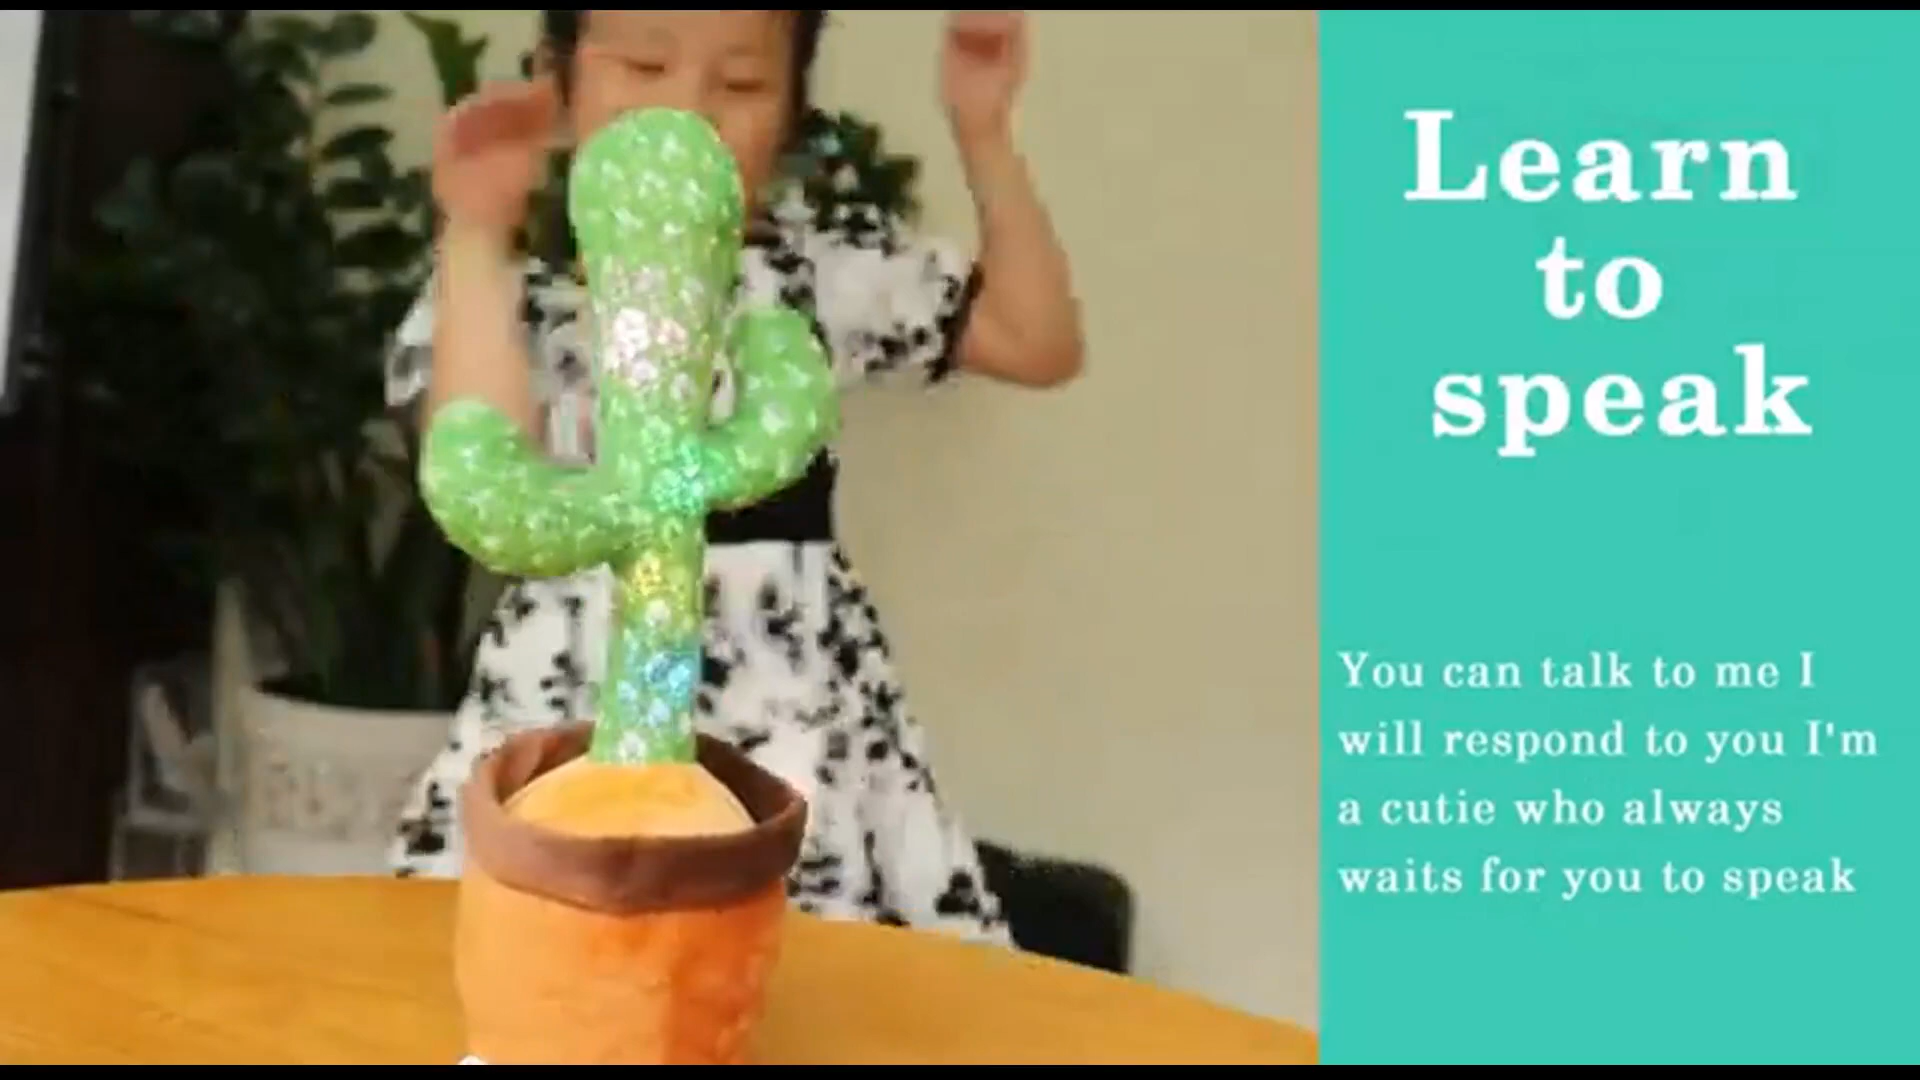 Learn
to
speak
You can talk to me I
will respond to you I'm
a cutie who always
waits for you to speak